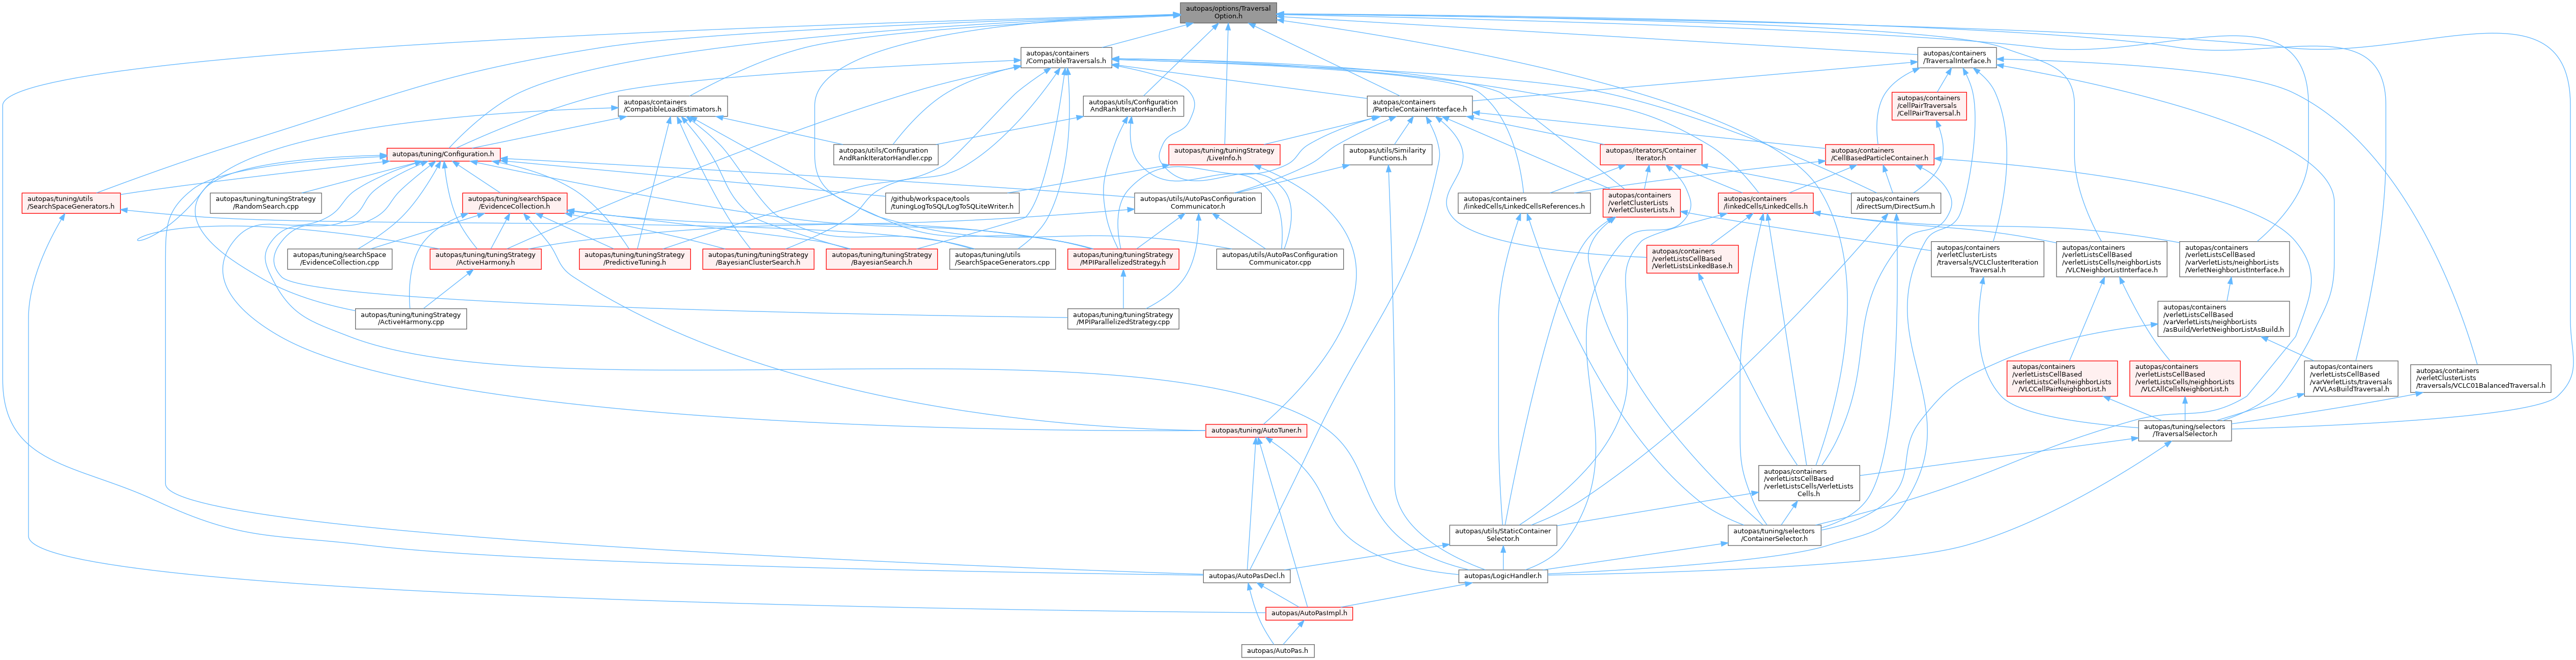 autopas/options/Traversal
Option.h
autopas/containers
/CompatibleTraversals.h
autopas/containers
/TraversalInterface.h
autopas/containers
/CompatibleLoadEstimators.h
autopas/utils/Configuration
AndRankIteratorHandler.h
autopas/containers
/ParticleContainerInterface.h
autopas/containers
/cellPairTraversals
/CellPairTraversal.h
autopas/tuning/Configuration.h
autopas/utils/Configuration
AndRankIteratorHandler.cpp
autopas/tuning/tuningStrategy
/LiveInfo.h
autopas/utils/Similarity
Functions.h
autopas/iterators/Container
Iterator.h
autopas/containers
/CellBasedParticleContainer.h
autopas/tuning/utils
/SearchSpaceGenerators.h
autopas/tuning/tuningStrategy
/RandomSearch.cpp
autopas/tuning/searchSpace
/EvidenceCollection.h
/github/workspace/tools
/tuningLogToSQL/LogToSQLiteWriter.h
autopas/utils/AutoPasConfiguration
Communicator.h
autopas/containers
/linkedCells/LinkedCellsReferences.h
autopas/containers
/verletClusterLists
/VerletClusterLists.h
autopas/containers
/linkedCells/LinkedCells.h
autopas/containers
/directSum/DirectSum.h
autopas/tuning/searchSpace
/EvidenceCollection.cpp
autopas/tuning/tuningStrategy
/ActiveHarmony.h
autopas/tuning/tuningStrategy
/PredictiveTuning.h
autopas/tuning/tuningStrategy
/BayesianClusterSearch.h
autopas/tuning/tuningStrategy
/BayesianSearch.h
autopas/tuning/utils
/SearchSpaceGenerators.cpp
autopas/tuning/tuningStrategy
/MPIParallelizedStrategy.h
autopas/utils/AutoPasConfiguration
Communicator.cpp
autopas/containers
/verletListsCellBased
/VerletListsLinkedBase.h
autopas/containers
/verletClusterLists
/traversals/VCLClusterIteration
Traversal.h
autopas/containers
/verletListsCellBased
/verletListsCells/neighborLists
/VLCNeighborListInterface.h
autopas/containers
/verletListsCellBased
/varVerletLists/neighborLists
/VerletNeighborListInterface.h
autopas/tuning/tuningStrategy
/ActiveHarmony.cpp
autopas/tuning/tuningStrategy
/MPIParallelizedStrategy.cpp
autopas/containers
/verletListsCellBased
/varVerletLists/neighborLists
/asBuild/VerletNeighborListAsBuild.h
autopas/containers
/verletListsCellBased
/verletListsCells/neighborLists
/VLCCellPairNeighborList.h
autopas/containers
/verletListsCellBased
/verletListsCells/neighborLists
/VLCAllCellsNeighborList.h
autopas/containers
/verletListsCellBased
/varVerletLists/traversals
/VVLAsBuildTraversal.h
autopas/containers
/verletClusterLists
/traversals/VCLC01BalancedTraversal.h
autopas/tuning/AutoTuner.h
autopas/tuning/selectors
/TraversalSelector.h
autopas/containers
/verletListsCellBased
/verletListsCells/VerletLists
Cells.h
autopas/utils/StaticContainer
Selector.h
autopas/tuning/selectors
/ContainerSelector.h
autopas/AutoPasDecl.h
autopas/LogicHandler.h
autopas/AutoPasImpl.h
autopas/AutoPas.h